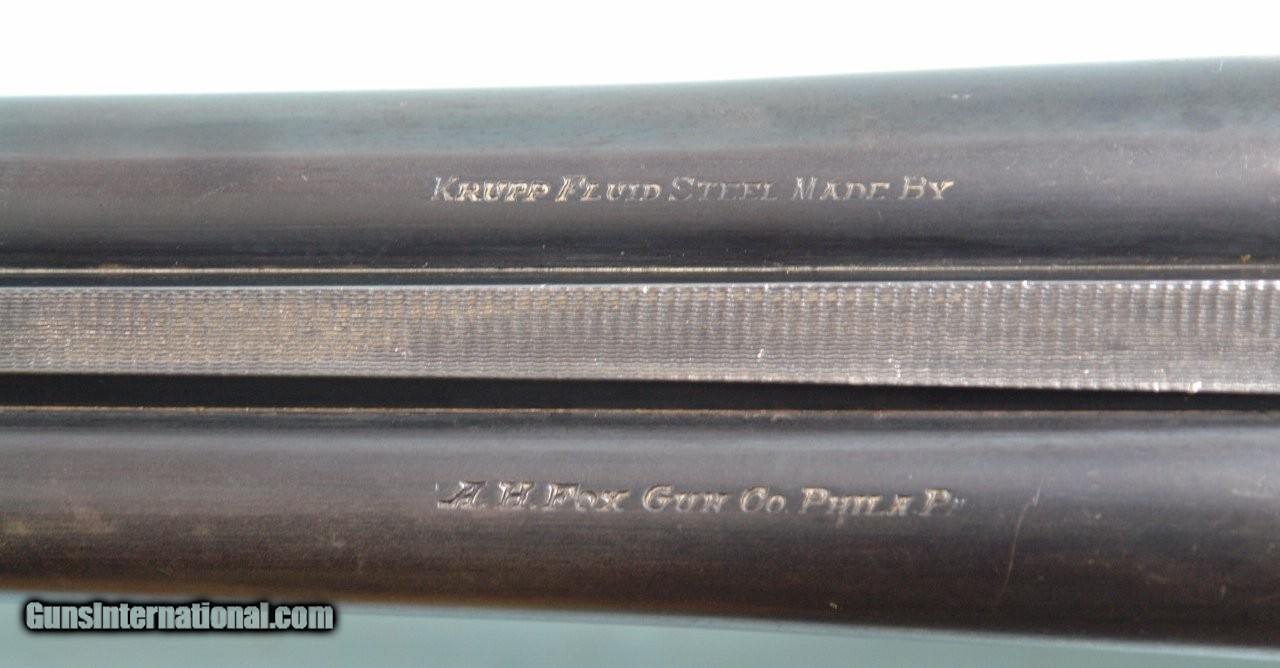 KRUPP FLUID STEEL MADE BY
A. H. FOX GUN CO. PHILA PA
GunsInternational.com